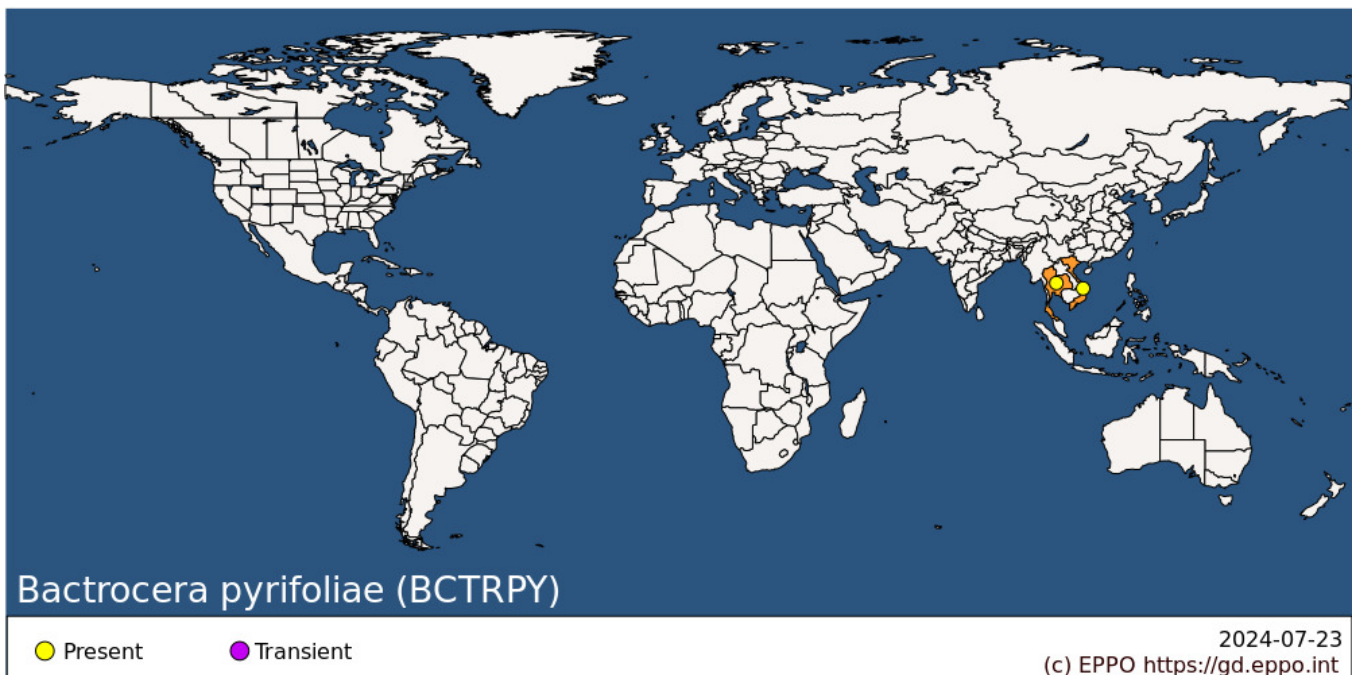 Bactrocera pyrifoliae (BCTRPY)
Present
Transient
2024-07-23
(c) EPPO https://gd.eppo.int